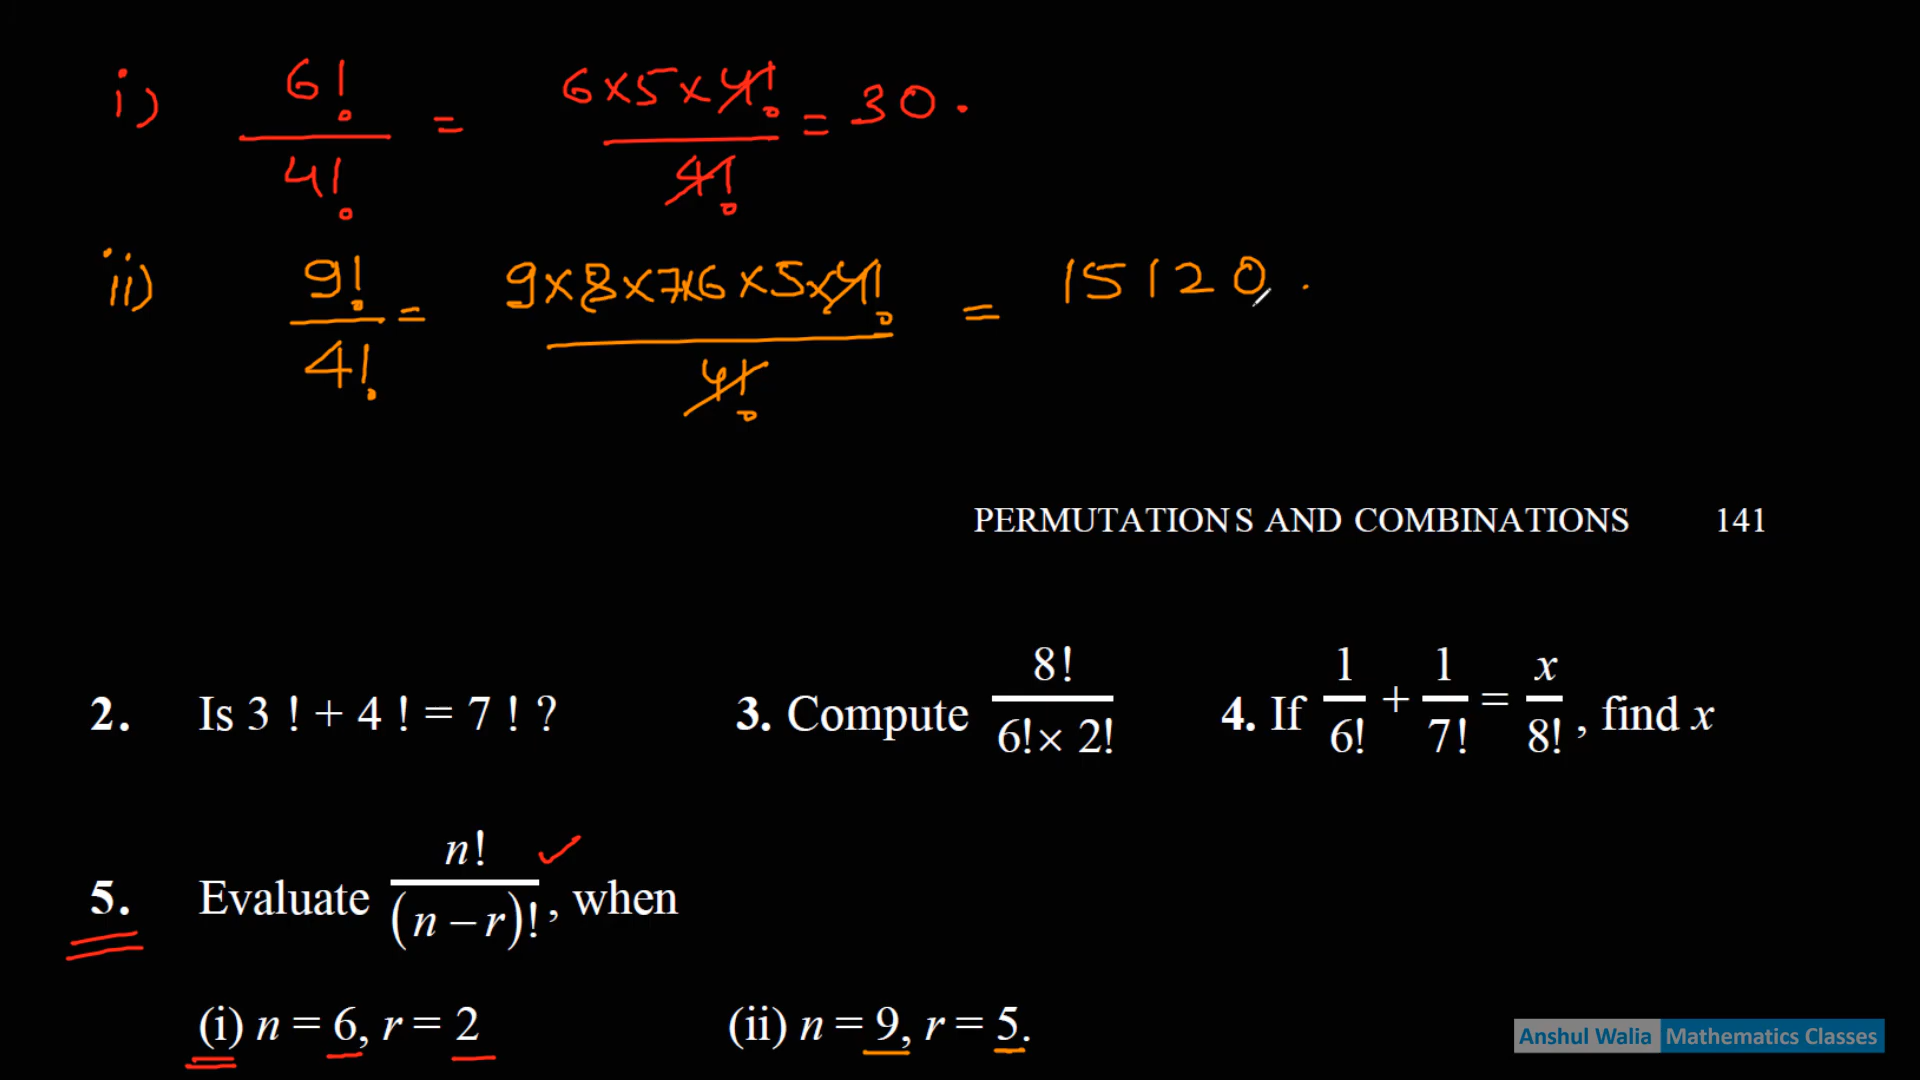 i) 6!/4! = 6×5×4!/4! = 30.
ii) 9!/4! = 9×8×7×6×5×4!/4! = 15120.
PERMUTATIONS AND COMBINATIONS 141
2. Is 3 ! + 4 ! = 7 ! ? 3. Compute 8!/(6!× 2!) 4. If 1/6! + 1/7! = x/8! , find x
5. Evaluate n!/(n – r)! , when
(i) n = 6, r = 2 (ii) n = 9, r = 5.
Anshul Walia Mathematics Classes